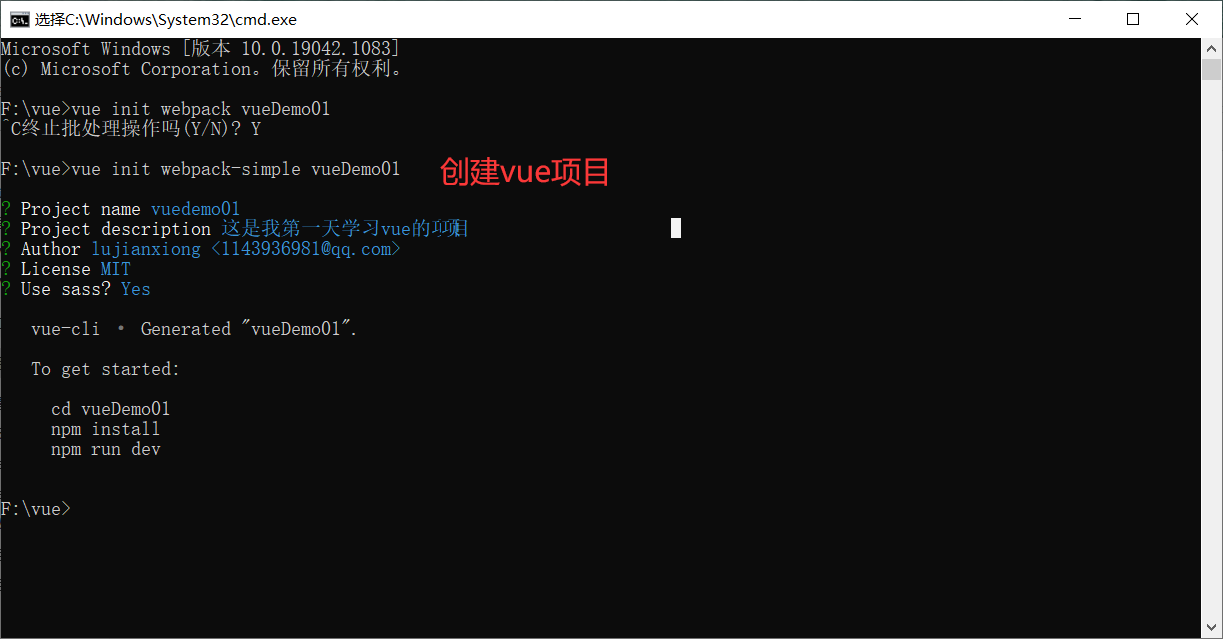 选择C:\Windows\System32\cmd.exe
Microsoft Windows [版本 10.0.19042.1083]
(c) Microsoft Corporation。保留所有权利。
F:\vue>vue init webpack vueDemo01
^C终止批处理操作吗(Y/N)? Y
F:\vue>vue init webpack-simple vueDemo01
创建vue项目
? Project name vuedemo01
? Project description 这是我第一天学习vue的项目
? Author lujianxiong <1143936981@qq.com>
? License MIT
? Use sass? Yes
vue-cli · Generated "vueDemo01".
To get started:
cd vueDemo01
npm install
npm run dev
F:\vue>